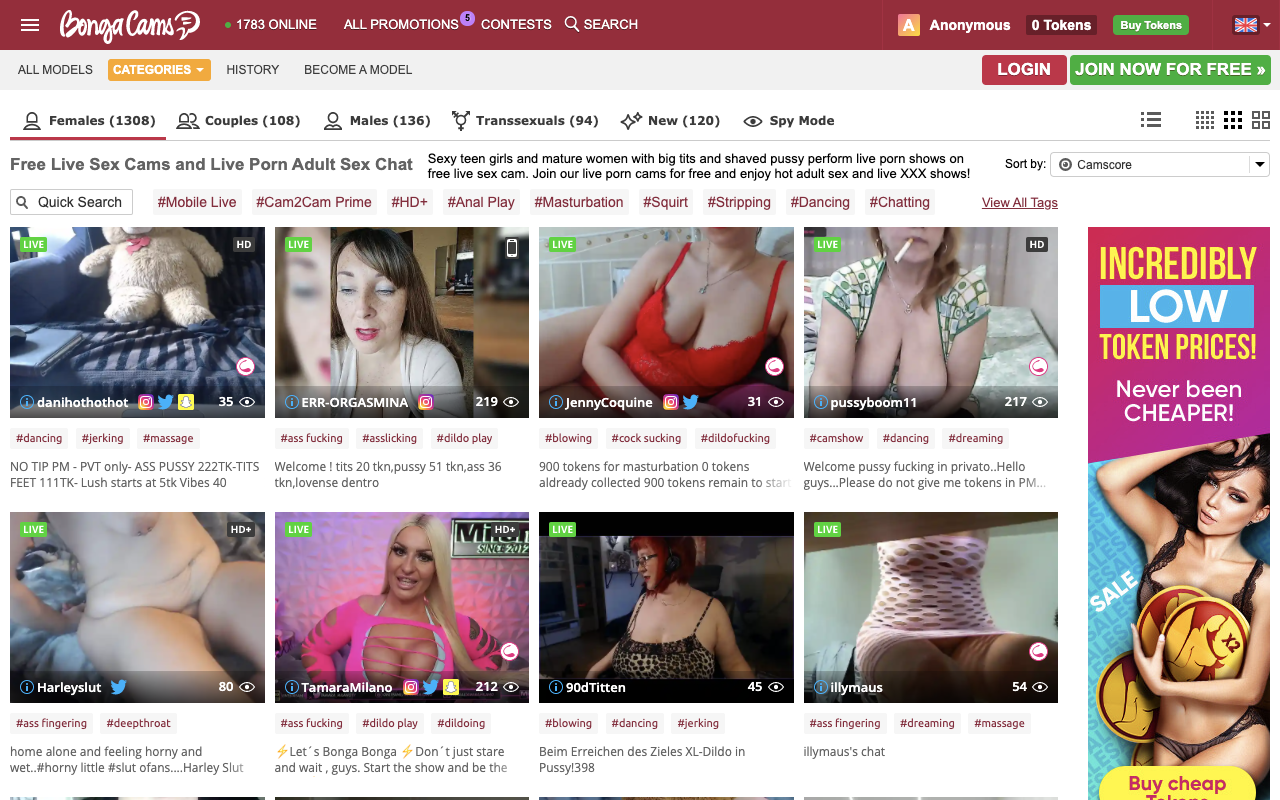 BongaCams
1783 ONLINE
ALL PROMOTIONS 5
CONTESTS
SEARCH
A Anonymous
0 Tokens
Buy Tokens
ALL MODELS
CATEGORIES
HISTORY
BECOME A MODEL
LOGIN
JOIN NOW FOR FREE »
Females (1308)
Couples (108)
Males (136)
Transsexuals (94)
New (120)
Spy Mode
Free Live Sex Cams and Live Porn Adult Sex Chat
Sexy teen girls and mature women with big tits and shaved pussy perform live porn shows on
free live sex cam. Join our live porn cams for free and enjoy hot adult sex and live XXX shows!
Sort by:
Camscore
Quick Search
#Mobile Live
#Cam2Cam Prime
#HD+
#Anal Play
#Masturbation
#Squirt
#Stripping
#Dancing
#Chatting
View All Tags
LIVE
HD
danihothothot
35
#dancing
#jerking
#massage
NO TIP PM - PVT only- ASS PUSSY 222TK-TITS
FEET 111TK- Lush starts at 5tk Vibes 40
LIVE
ERR-ORGASMINA
219
#ass fucking
#asslicking
#dildo play
Welcome ! tits 20 tkn,pussy 51 tkn,ass 36
tkn,lovense dentro
LIVE
JennyCoquine
31
#blowing
#cock sucking
#dildofucking
900 tokens for masturbation 0 tokens
aldready collected 900 tokens remain to start
LIVE
HD
pussyboom11
217
#camshow
#dancing
#dreaming
Welcome pussy fucking in privato..Hello
guys...Please do not give me tokens in PM...
LIVE
HD+
Harleyslut
80
#ass fingering
#deepthroat
home alone and feeling horny and
wet..#horny little #slut ofans....Harley Slut
LIVE
HD+
SINCE 2012
TamaraMilano
212
#ass fucking
#dildo play
#dildoing
⚡Let´s Bonga Bonga ⚡Don´t just stare
and wait , guys. Start the show and be the
LIVE
90dTitten
45
#blowing
#dancing
#jerking
Beim Erreichen des Zieles XL-Dildo in
Pussy!398
LIVE
illymaus
54
#ass fingering
#dreaming
#massage
illymaus's chat
INCREDIBLY
LOW
TOKEN PRICES!
Never been
CHEAPER!
SALE
X2
Buy cheap
Tokens